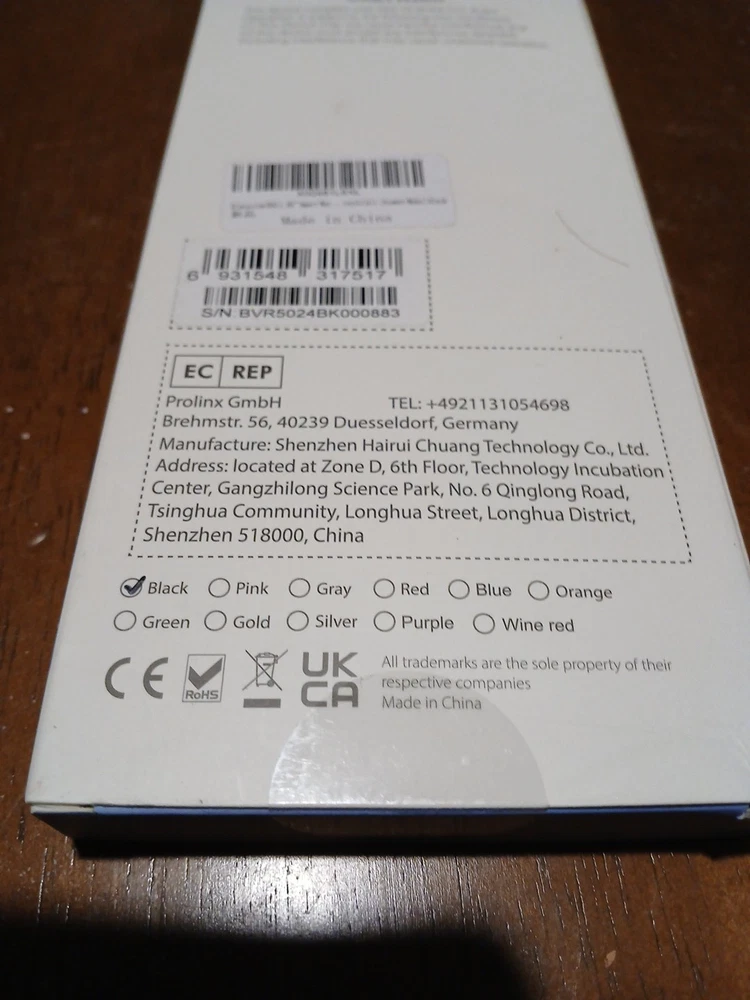 Made in China
6 931548 317517
S/N:BVR5024BK000883
EC REP
Prolinx GmbH TEL: +4921131054698
Brehmstr. 56, 40239 Duesseldorf, Germany
Manufacture: Shenzhen Hairui Chuang Technology Co., Ltd.
Address: located at Zone D, 6th Floor, Technology Incubation
Center, Gangzhilong Science Park, No. 6 Qinglong Road,
Tsinghua Community, Longhua Street, Longhua District,
Shenzhen 518000, China
Black Pink Gray Red Blue Orange
Green Gold Silver Purple Wine red
CE RoHS UK CA
All trademarks are the sole property of their
respective companies
Made in China